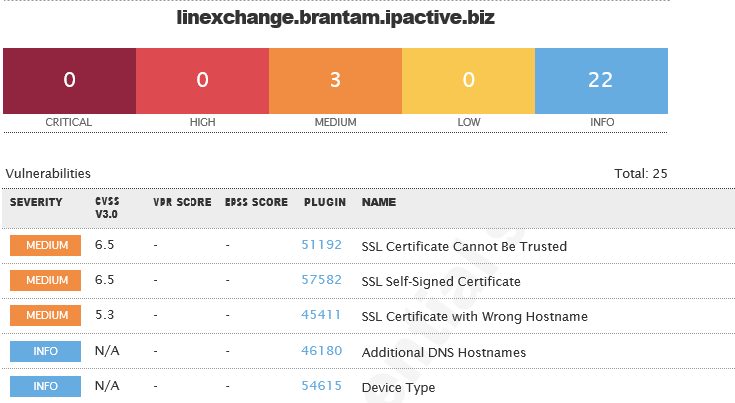 linexchange.brantam.ipactive.biz
0 0 3 0 22
CRITICAL HIGH MEDIUM LOW INFO
Vulnerabilities Total: 25
SEVERITY CVSS V3.0 VPR SCORE EPSS SCORE PLUGIN NAME
MEDIUM 6.5 - - 51192 SSL Certificate Cannot Be Trusted
MEDIUM 6.5 - - 57582 SSL Self-Signed Certificate
MEDIUM 5.3 - - 45411 SSL Certificate with Wrong Hostname
INFO N/A - - 46180 Additional DNS Hostnames
INFO N/A - - 54615 Device Type